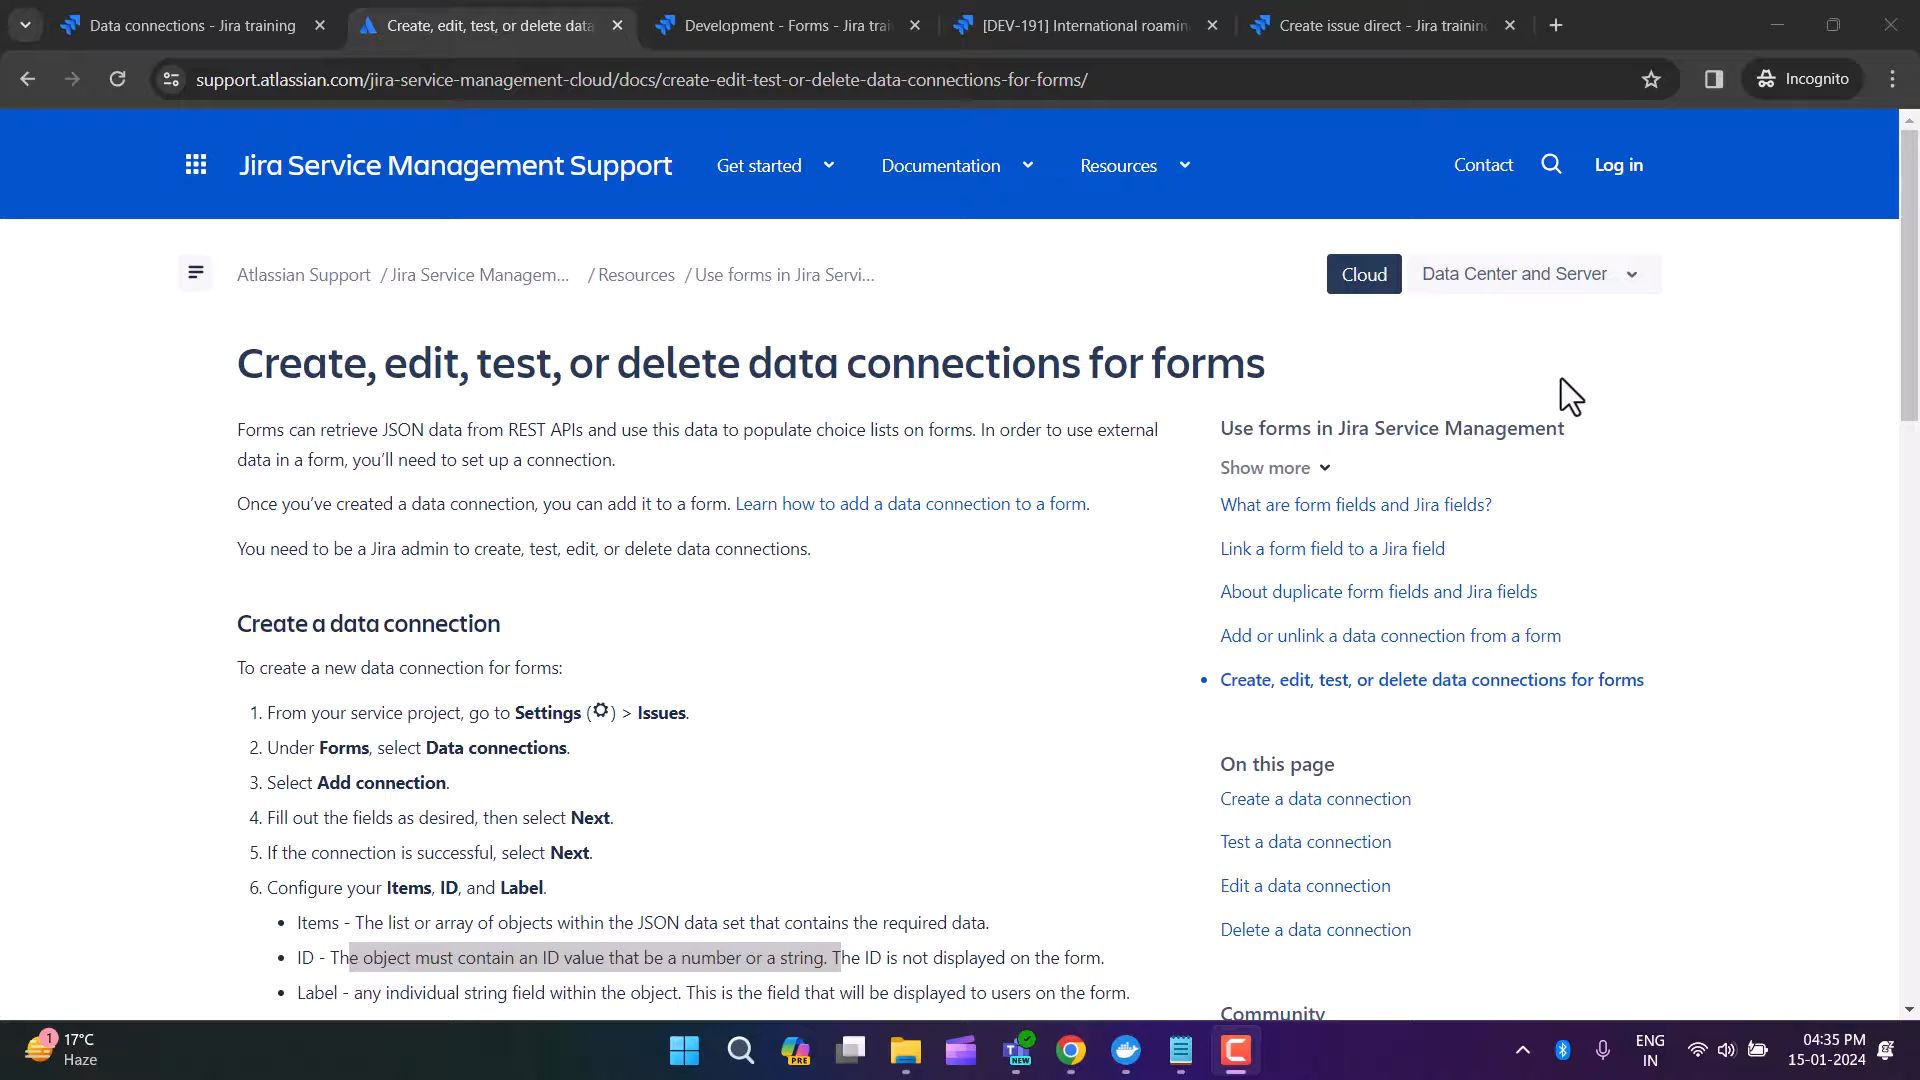 Data connections - Jira training
Create, edit, test, or delete data
Development - Forms - Jira trai
[DEV-191] International roamin
Create issue direct - Jira training
support.atlassian.com/jira-service-management-cloud/docs/create-edit-test-or-delete-data-connections-for-forms/
Incognito
Jira Service Management Support
Get started
Documentation
Resources
Contact
Log in
Atlassian Support / Jira Service Managem... / Resources / Use forms in Jira Servi...
Cloud
Data Center and Server
Create, edit, test, or delete data connections for forms
Forms can retrieve JSON data from REST APIs and use this data to populate choice lists on forms. In order to use external
data in a form, you’ll need to set up a connection.
Once you’ve created a data connection, you can add it to a form. Learn how to add a data connection to a form.
You need to be a Jira admin to create, test, edit, or delete data connections.
Create a data connection
To create a new data connection for forms:
1. From your service project, go to Settings ( ) > Issues.
2. Under Forms, select Data connections.
3. Select Add connection.
4. Fill out the fields as desired, then select Next.
5. If the connection is successful, select Next.
6. Configure your Items, ID, and Label.
• Items - The list or array of objects within the JSON data set that contains the required data.
• ID - The object must contain an ID value that be a number or a string. The ID is not displayed on the form.
• Label - any individual string field within the object. This is the field that will be displayed to users on the form.
Use forms in Jira Service Management
Show more
What are form fields and Jira fields?
Link a form field to a Jira field
About duplicate form fields and Jira fields
Add or unlink a data connection from a form
• Create, edit, test, or delete data connections for forms
On this page
Create a data connection
Test a data connection
Edit a data connection
Delete a data connection
Community
1
17°C
Haze
PRE
NEW
ENG
IN
04:35 PM
15-01-2024